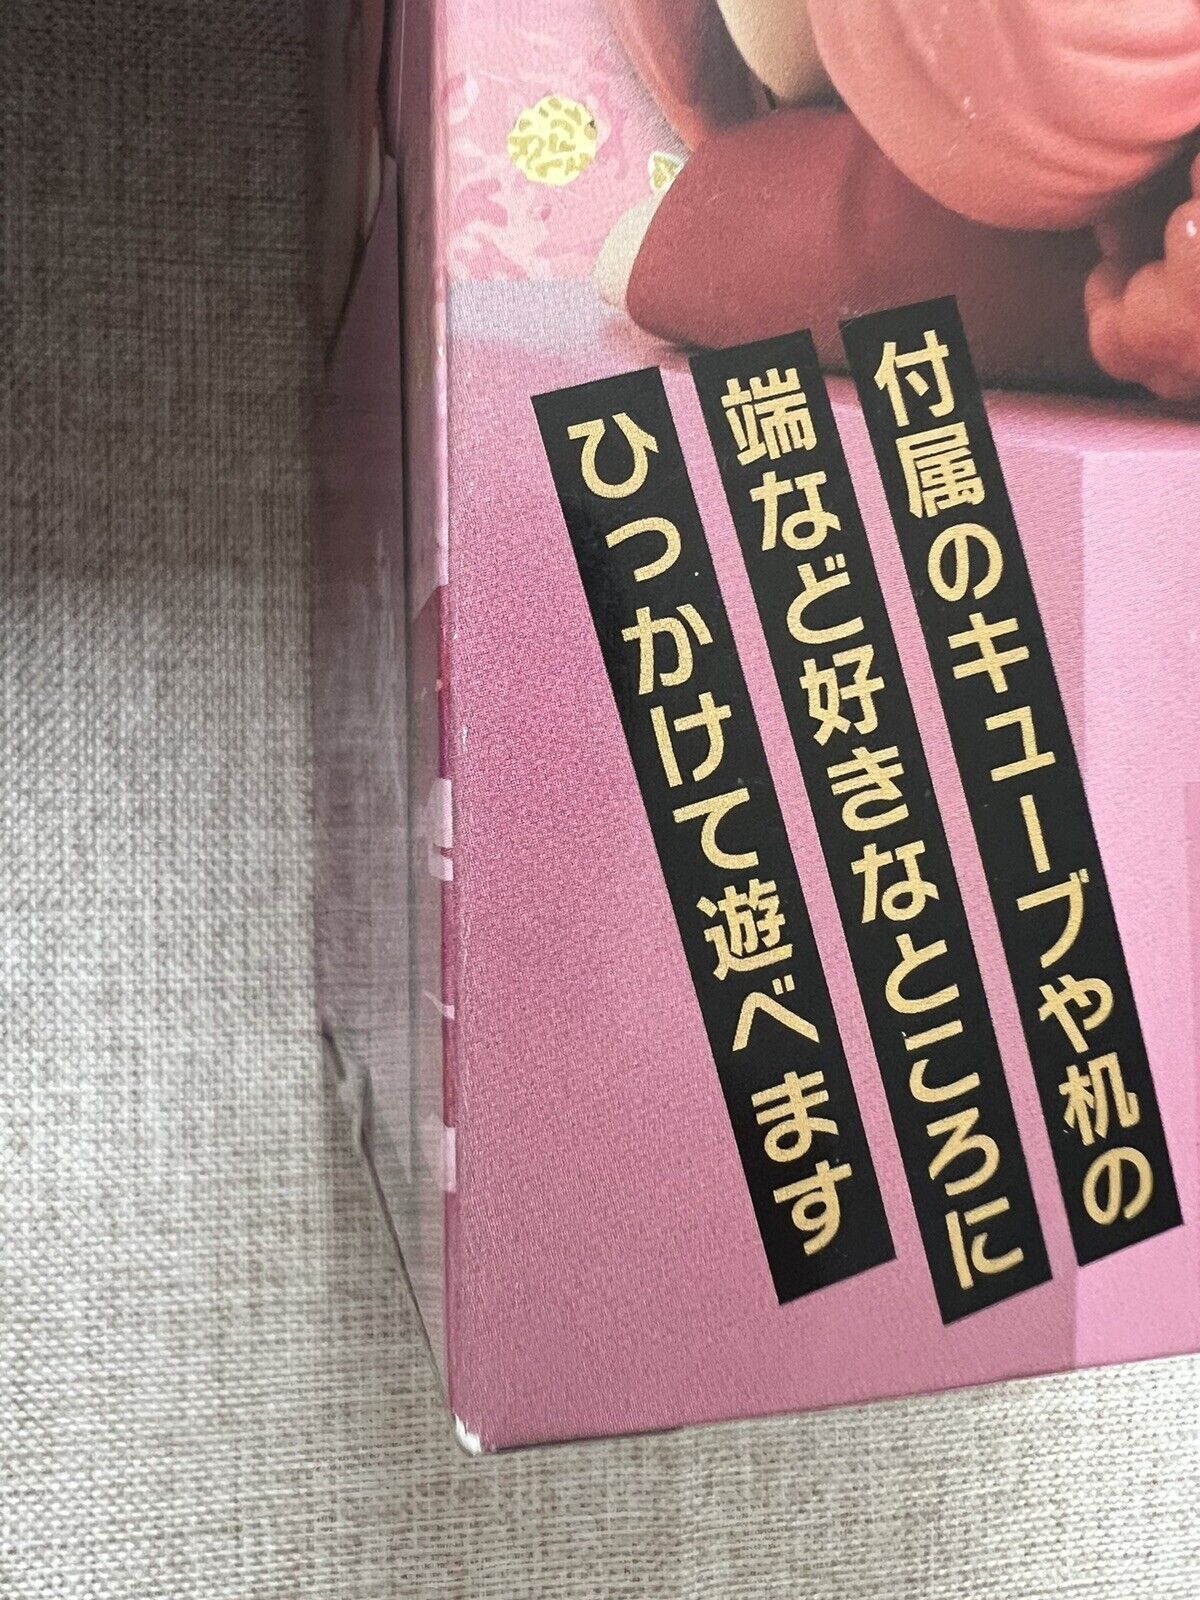 付属のキューブや机の
端など好きなところに
ひっかけて遊べます